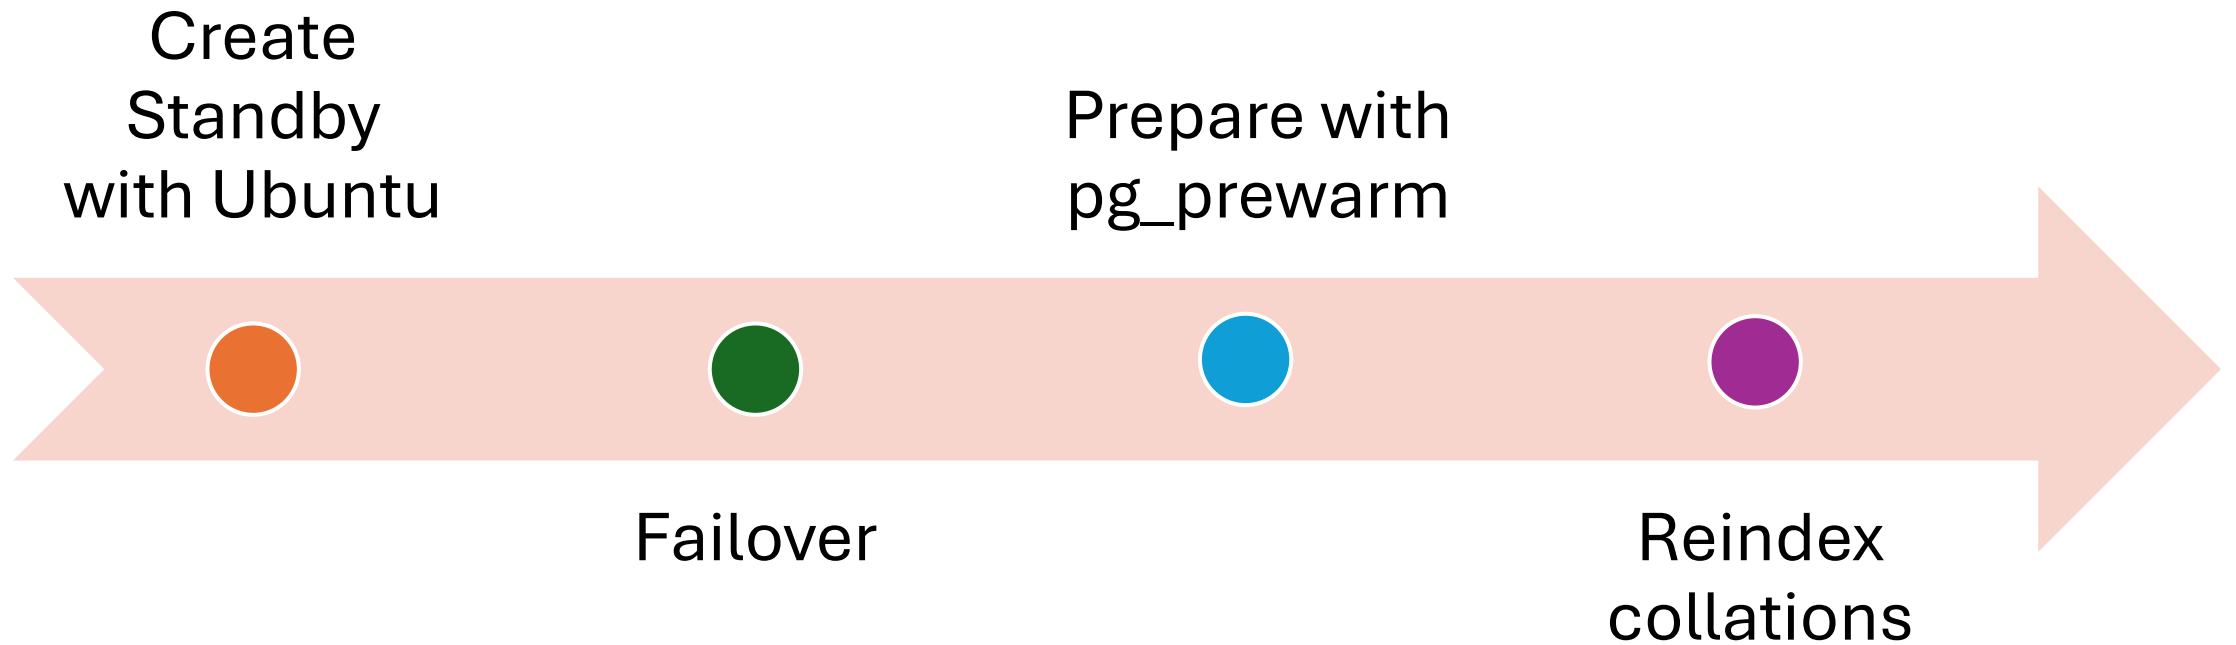 Create
Standby
with Ubuntu
Failover
Prepare with
pg_prewarm
Reindex
collations